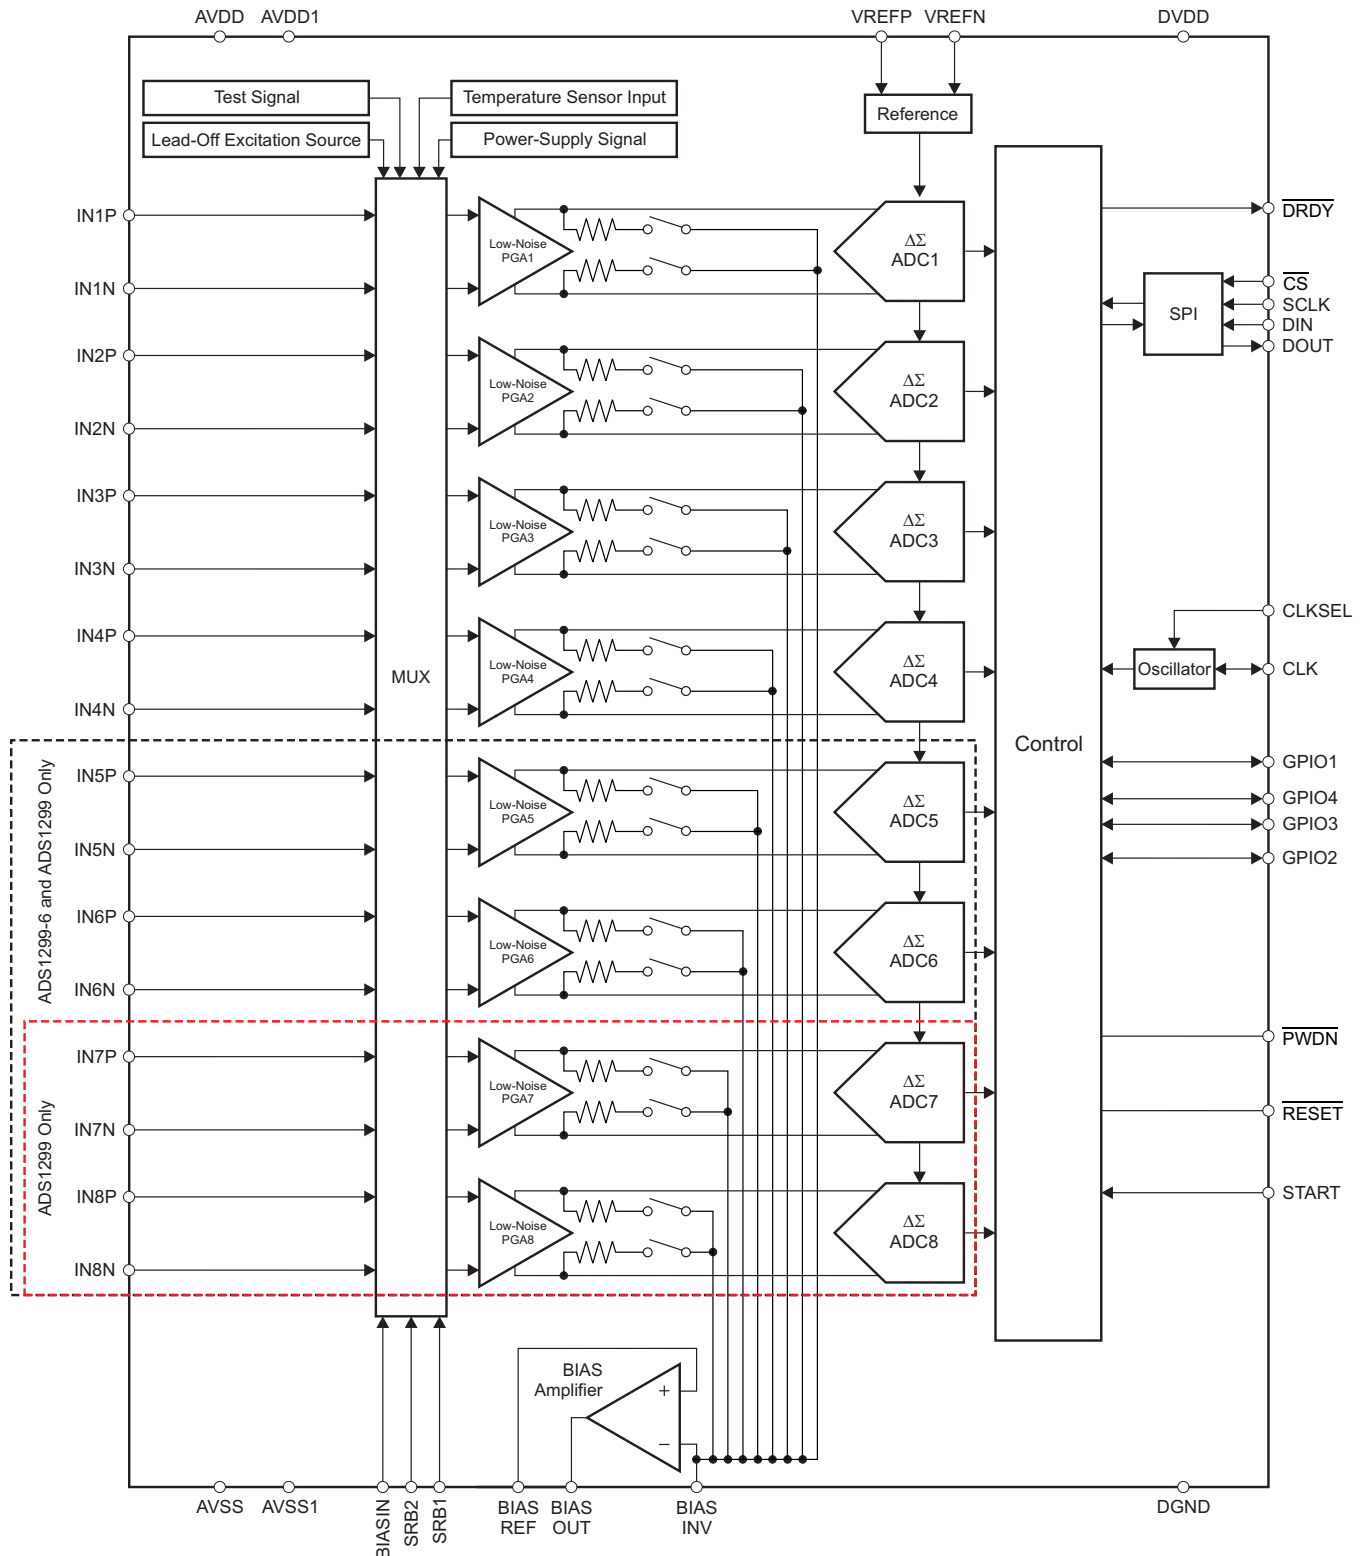 AVDD AVDD1 VREFP VREFN DVDD
Test Signal
Temperature Sensor Input
Lead-Off Excitation Source
Power-Supply Signal
Reference
MUX
Control
IN1P
IN1N
Low-Noise
PGA1
ΔΣ
ADC1
IN2P
IN2N
Low-Noise
PGA2
ΔΣ
ADC2
IN3P
IN3N
Low-Noise
PGA3
ΔΣ
ADC3
IN4P
IN4N
Low-Noise
PGA4
ΔΣ
ADC4
ADS1299-6 and ADS1299 Only
IN5P
IN5N
Low-Noise
PGA5
ΔΣ
ADC5
IN6P
IN6N
Low-Noise
PGA6
ΔΣ
ADC6
ADS1299 Only
IN7P
IN7N
Low-Noise
PGA7
ΔΣ
ADC7
IN8P
IN8N
Low-Noise
PGA8
ΔΣ
ADC8
DRDY
SPI
CS
SCLK
DIN
DOUT
CLKSEL
Oscillator
CLK
GPIO1
GPIO4
GPIO3
GPIO2
PWDN
RESET
START
BIAS
Amplifier
+
−
AVSS AVSS1
BIASIN
SRB2
SRB1
BIAS
REF
BIAS
OUT
BIAS
INV
DGND